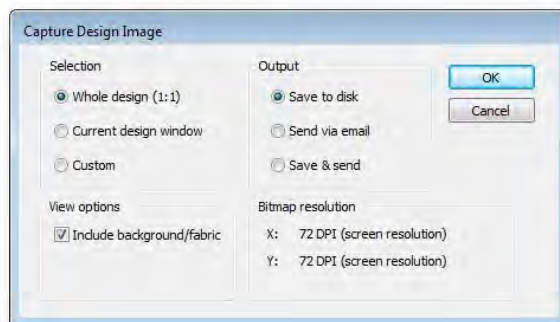 Capture Design Image
Selection
Whole design (1:1)
Current design window
Custom
Output
Save to disk
Send via email
Save & send
OK
Cancel
View options
Include background/fabric
Bitmap resolution
X: 72 DPI (screen resolution)
Y: 72 DPI (screen resolution)